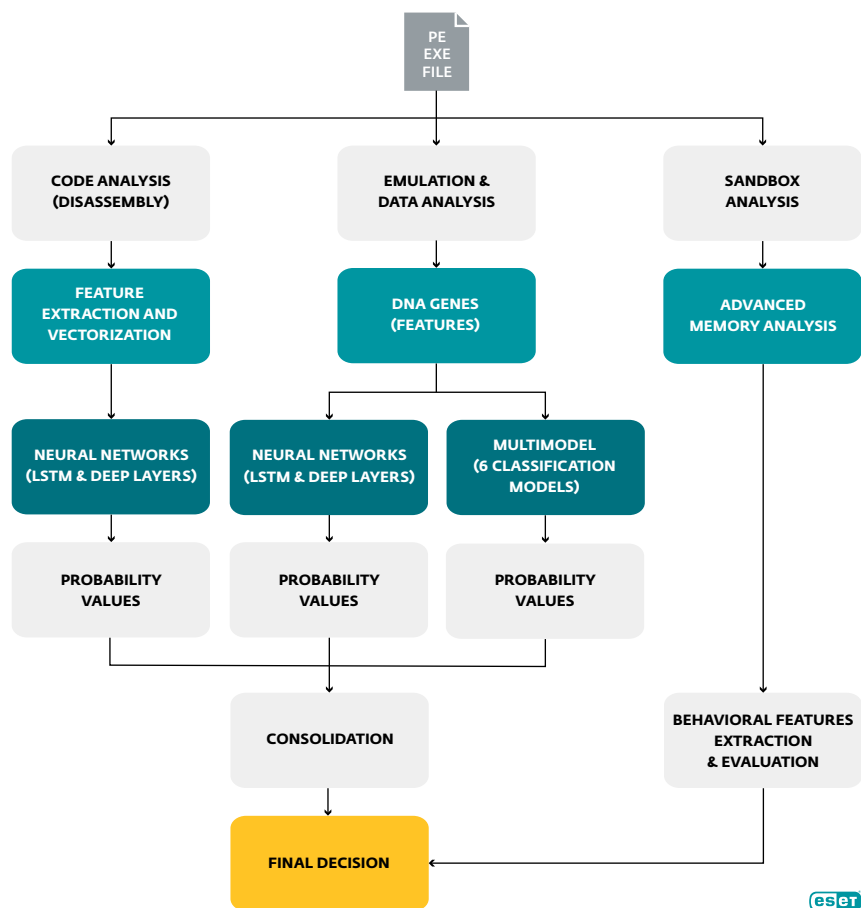 PE
EXE
FILE
CODE ANALYSIS
(DISASSEMBLY)
EMULATION &
DATA ANALYSIS
SANDBOX
ANALYSIS
FEATURE
EXTRACTION AND
VECTORIZATION
DNA GENES
(FEATURES)
ADVANCED
MEMORY ANALYSIS
NEURAL NETWORKS
(LSTM & DEEP LAYERS)
NEURAL NETWORKS
(LSTM & DEEP LAYERS)
MULTIMODEL
(6 CLASSIFICATION
MODELS)
PROBABILITY
VALUES
PROBABILITY
VALUES
PROBABILITY
VALUES
CONSOLIDATION
BEHAVIORAL FEATURES
EXTRACTION
& EVALUATION
FINAL DECISION
eset